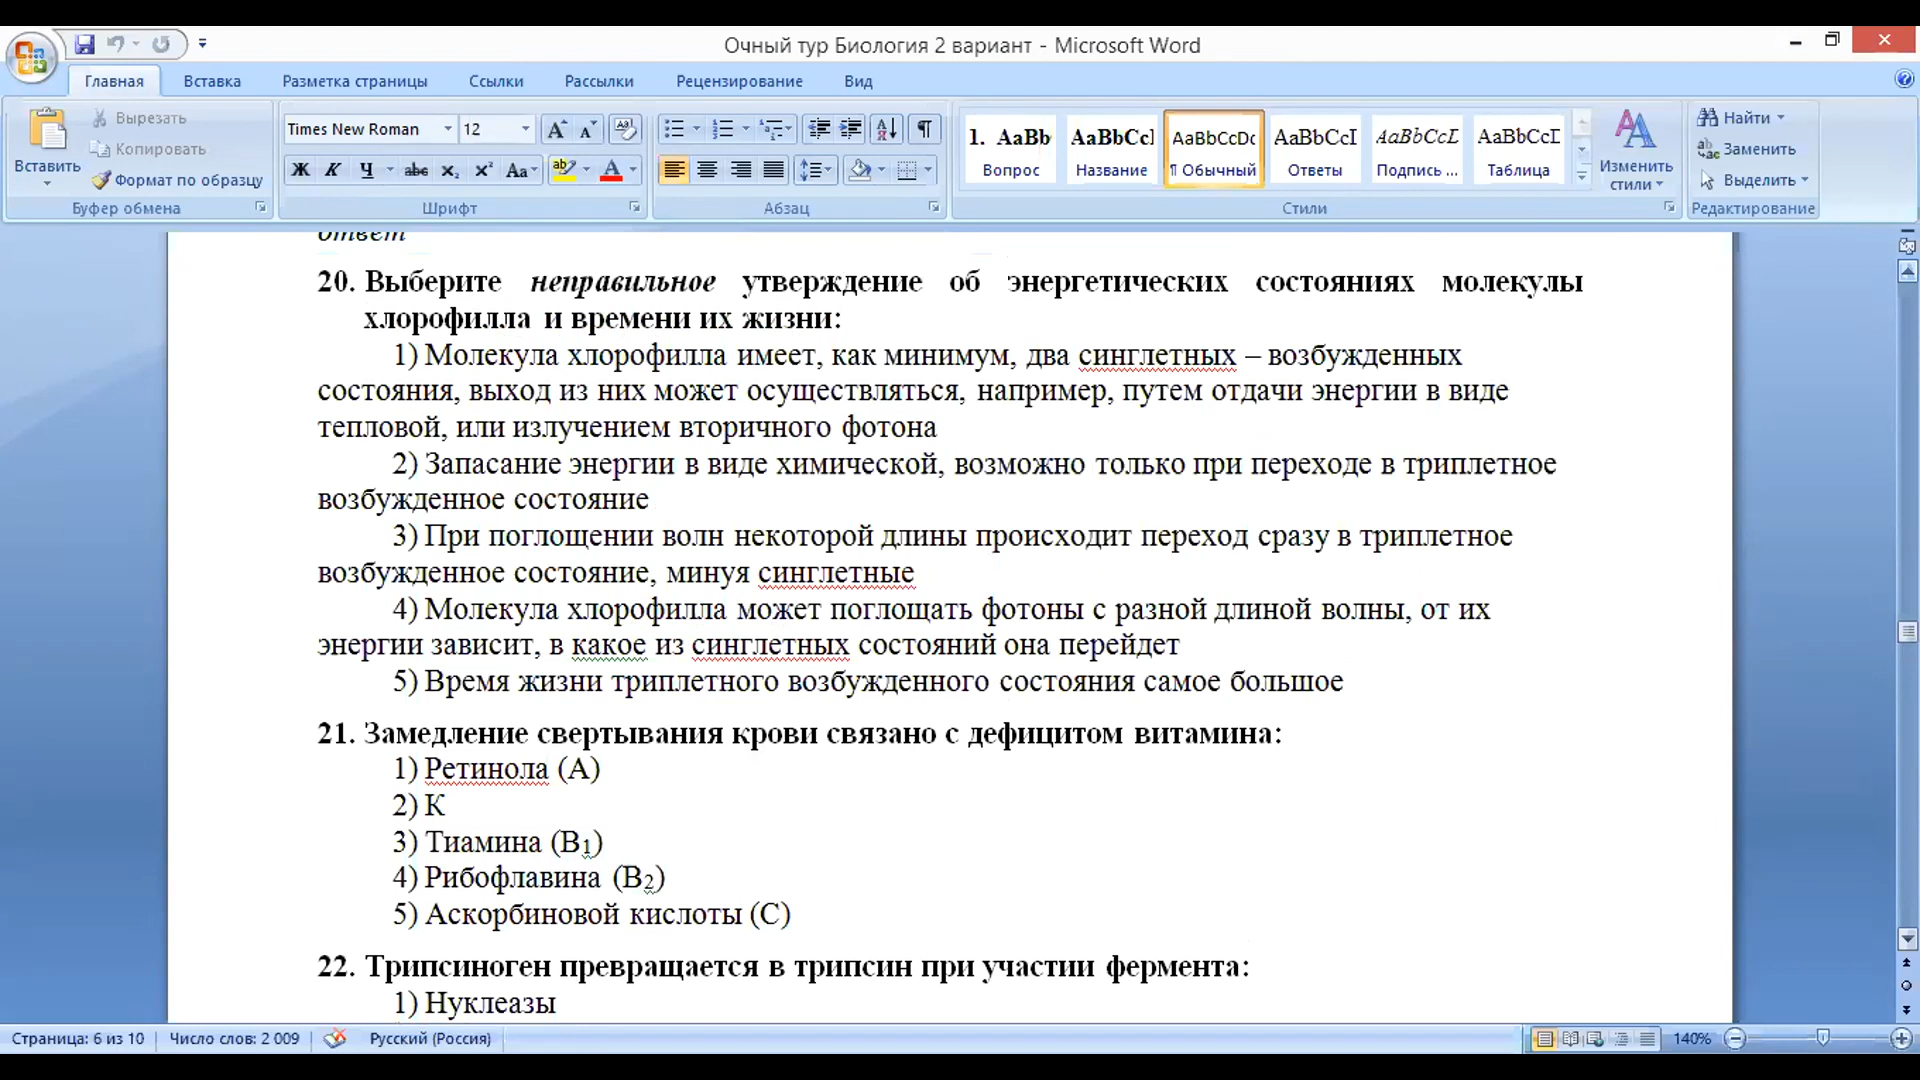 Очный тур Биология 2 вариант - Microsoft Word
Главная Вставка Разметка страницы Ссылки Рассылки Рецензирование Вид
Вставить
Вырезать
Копировать
Формат по образцу
Буфер обмена
Times New Roman 12
Ж К Ч abc x₂ x² Aa
Шрифт
Абзац
1. AaBb AaBbCcI AaBbCcDc AaBbCcI AaBbCcL AaBbCcI
Вопрос Название ¶ Обычный Ответы Подпись ... Таблица
Изменить стили
Стили
Найти
Заменить
Выделить
Редактирование
ответ
20. Выберите неправильное утверждение об энергетических состояниях молекулы
хлорофилла и времени их жизни:
1) Молекула хлорофилла имеет, как минимум, два синглетных – возбужденных
состояния, выход из них может осуществляться, например, путем отдачи энергии в виде
тепловой, или излучением вторичного фотона
2) Запасание энергии в виде химической, возможно только при переходе в триплетное
возбужденное состояние
3) При поглощении волн некоторой длины происходит переход сразу в триплетное
возбужденное состояние, минуя синглетные
4) Молекула хлорофилла может поглощать фотоны с разной длиной волны, от их
энергии зависит, в какое из синглетных состояний она перейдет
5) Время жизни триплетного возбужденного состояния самое большое
21. Замедление свертывания крови связано с дефицитом витамина:
1) Ретинола (А)
2) К
3) Тиамина (В₁)
4) Рибофлавина (В₂)
5) Аскорбиновой кислоты (С)
22. Трипсиноген превращается в трипсин при участии фермента:
1) Нуклеазы
Страница: 6 из 10 Число слов: 2 009 Русский (Россия) 140%